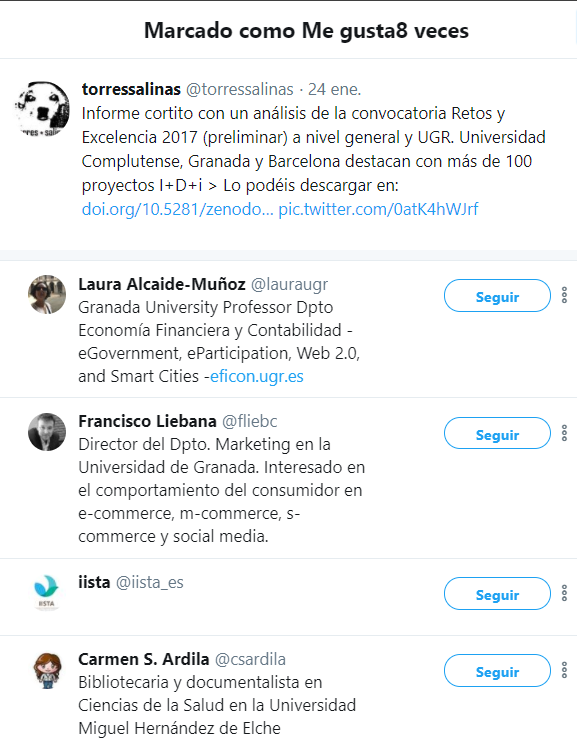 Marcado como Me gusta8 veces
torressalinas @torressalinas · 24 ene.
Informe cortito con un análisis de la convocatoria Retos y
Excelencia 2017 (preliminar) a nivel general y UGR. Universidad
Complutense, Granada y Barcelona destacan con más de 100
proyectos I+D+i > Lo podéis descargar en:
doi.org/10.5281/zenodo... pic.twitter.com/0atK4hWJrf
Laura Alcaide-Muñoz @lauraugr
Seguir
Granada University Professor Dpto
Economía Financiera y Contabilidad -
eGovernment, eParticipation, Web 2.0,
and Smart Cities -eficon.ugr.es
Francisco Liebana @fliebc
Seguir
Director del Dpto. Marketing en la
Universidad de Granada. Interesado en
el comportamiento del consumidor en
e-commerce, m-commerce, s-
commerce y social media.
iista @iista_es
Seguir
IISTA
Carmen S. Ardila @csardila
Seguir
Bibliotecaria y documentalista en
Ciencias de la Salud en la Universidad
Miguel Hernández de Elche